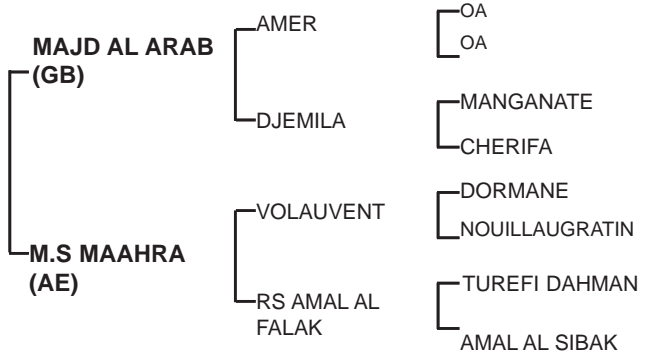 MAJD AL ARAB
(GB)
AMER
OA
OA
DJEMILA
MANGANATE
CHERIFA
M.S MAAHRA
(AE)
VOLAUVENT
DORMANE
NOUILLAUGRATIN
RS AMAL AL
FALAK
TUREFI DAHMAN
AMAL AL SIBAK